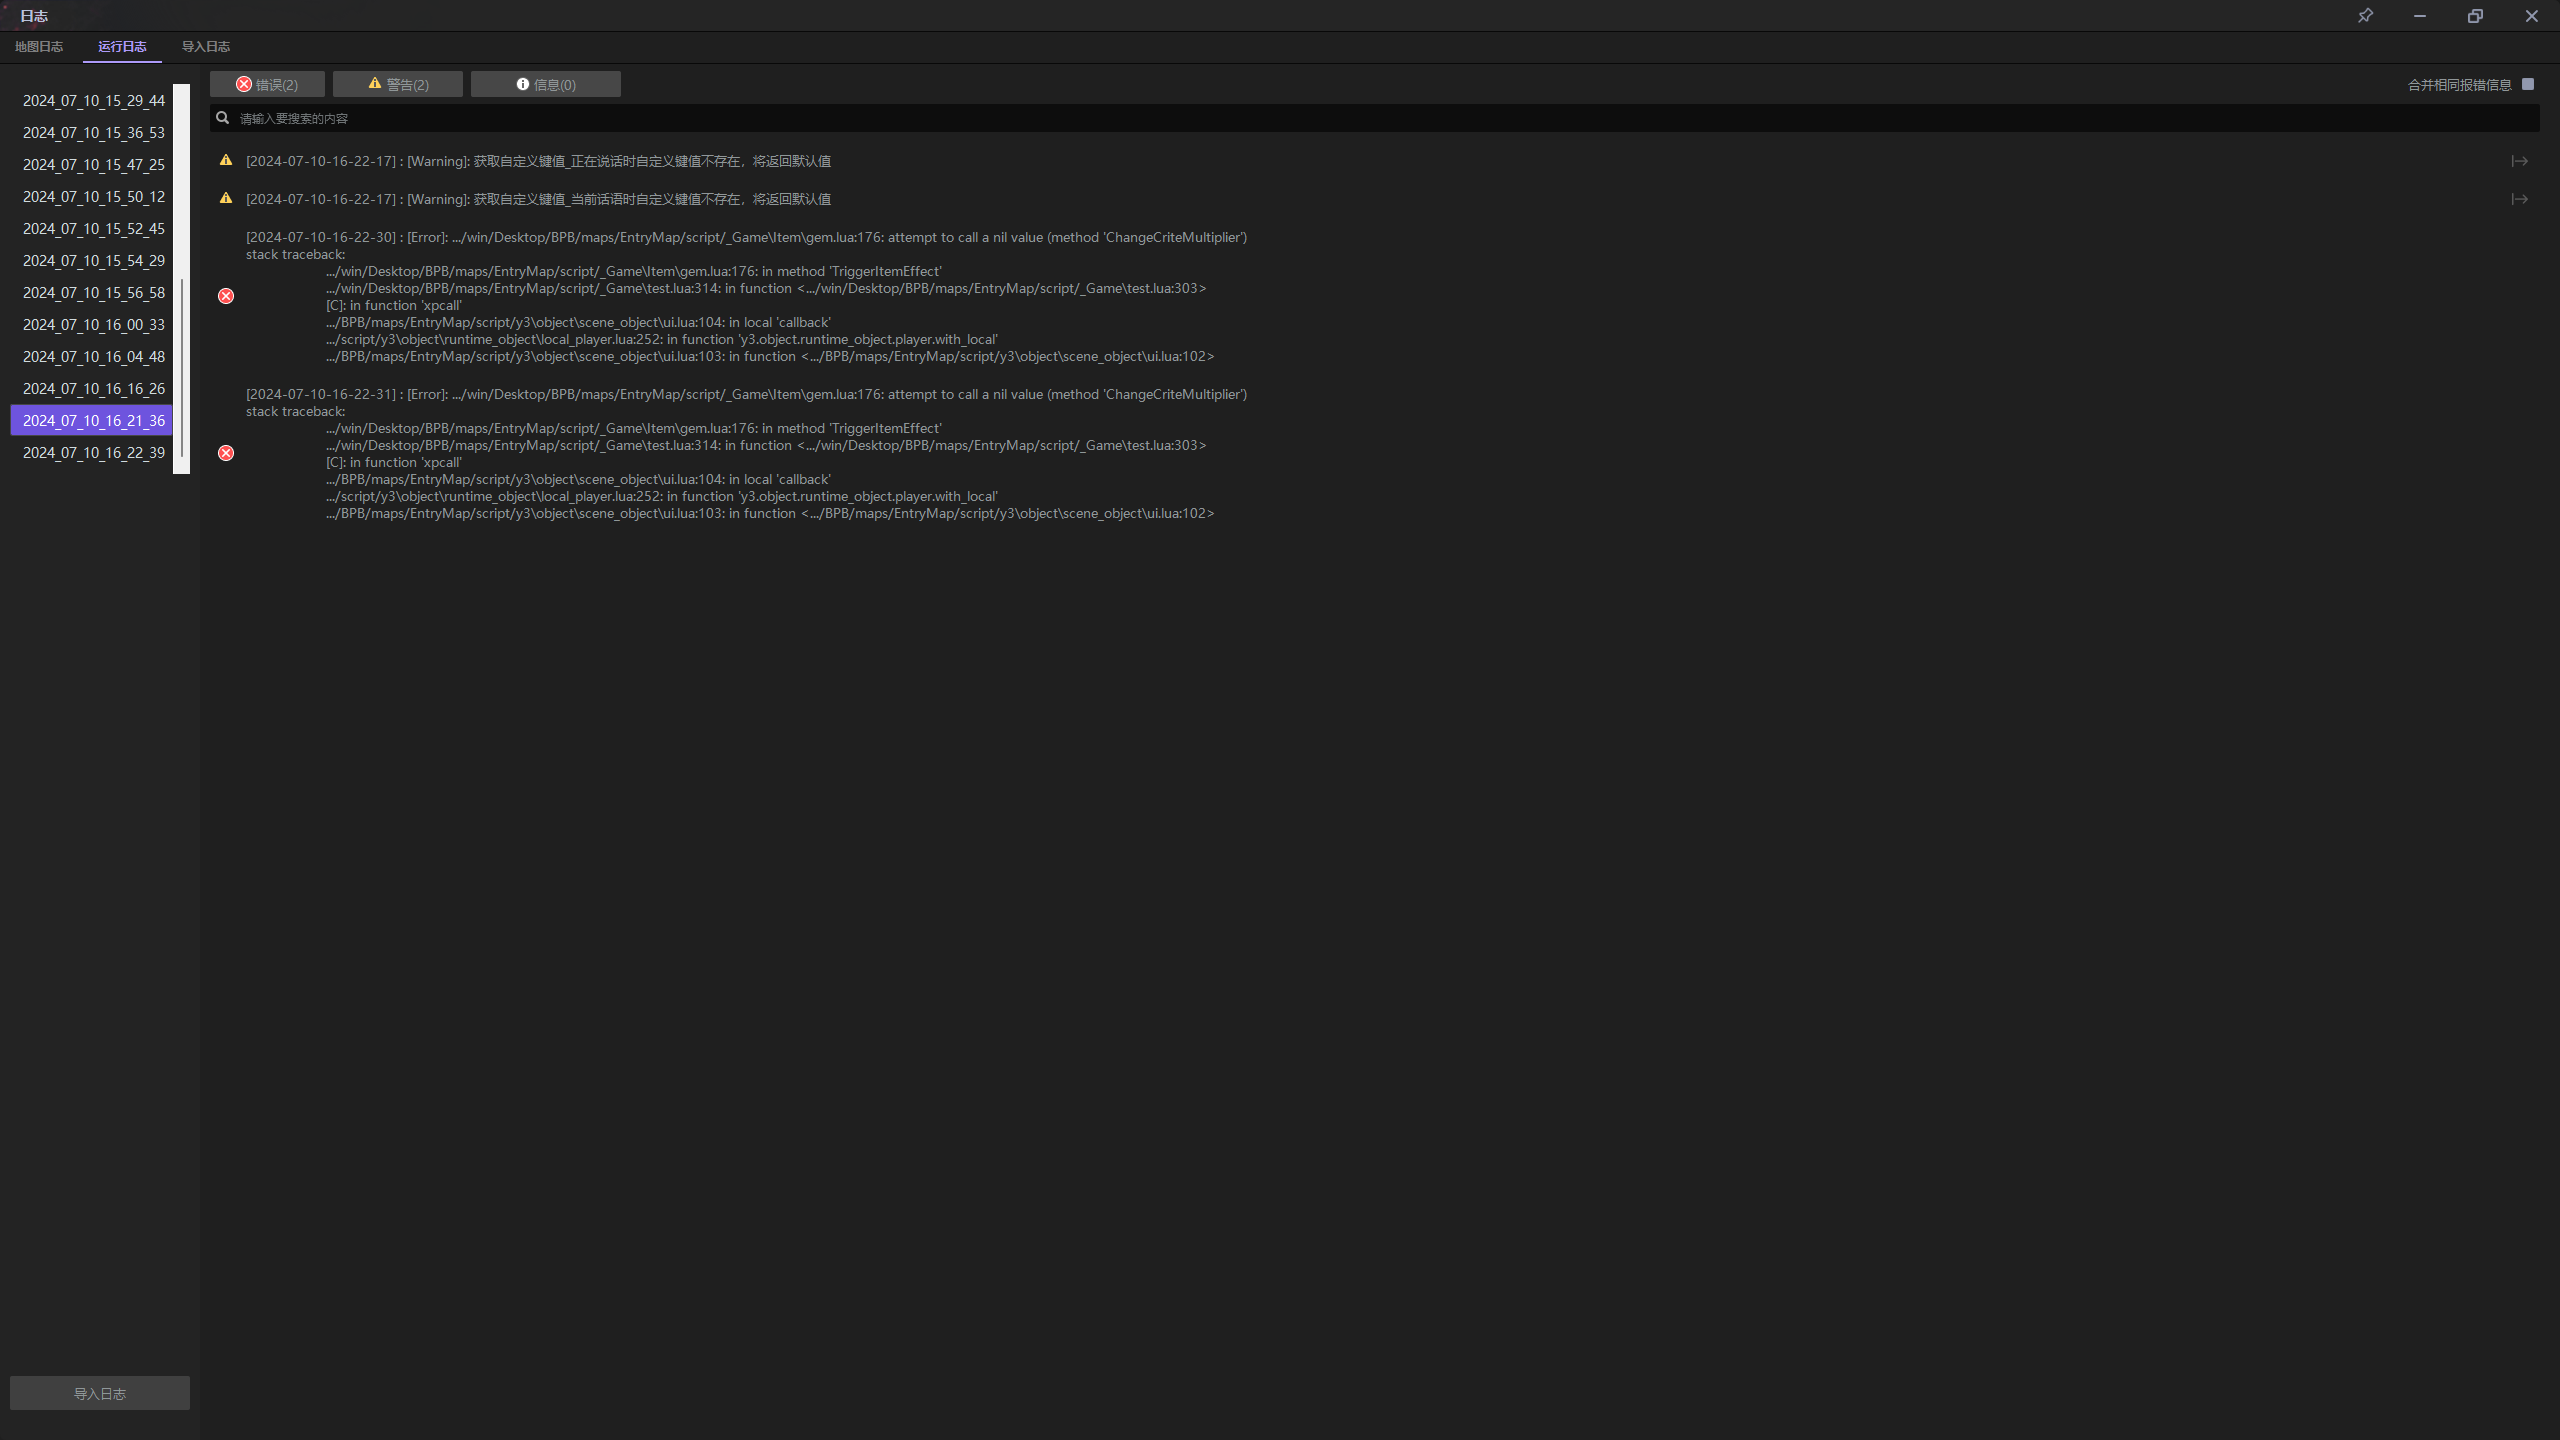 日志
地图日志 运行日志 导入日志
2024_07_10_15_29_44
2024_07_10_15_36_53
2024_07_10_15_47_25
2024_07_10_15_50_12
2024_07_10_15_52_45
2024_07_10_15_54_29
2024_07_10_15_56_58
2024_07_10_16_00_33
2024_07_10_16_04_48
2024_07_10_16_16_26
2024_07_10_16_21_36
2024_07_10_16_22_39
导入日志
错误(2) 警告(2) 信息(0) 合并相同报错信息
请输入要搜索的内容
[2024-07-10-16-22-17] : [Warning]: 获取自定义键值_正在说话时自定义键值不存在，将返回默认值
[2024-07-10-16-22-17] : [Warning]: 获取自定义键值_当前话语时自定义键值不存在，将返回默认值
[2024-07-10-16-22-30] : [Error]: .../win/Desktop/BPB/maps/EntryMap/script/_Game\Item\gem.lua:176: attempt to call a nil value (method 'ChangeCriteMultiplier')
stack traceback:
.../win/Desktop/BPB/maps/EntryMap/script/_Game\Item\gem.lua:176: in method 'TriggerItemEffect'
.../win/Desktop/BPB/maps/EntryMap/script/_Game\test.lua:314: in function <.../win/Desktop/BPB/maps/EntryMap/script/_Game\test.lua:303>
[C]: in function 'xpcall'
.../BPB/maps/EntryMap/script/y3\object\scene_object\ui.lua:104: in local 'callback'
.../script/y3\object\runtime_object\local_player.lua:252: in function 'y3.object.runtime_object.player.with_local'
.../BPB/maps/EntryMap/script/y3\object\scene_object\ui.lua:103: in function <.../BPB/maps/EntryMap/script/y3\object\scene_object\ui.lua:102>
[2024-07-10-16-22-31] : [Error]: .../win/Desktop/BPB/maps/EntryMap/script/_Game\Item\gem.lua:176: attempt to call a nil value (method 'ChangeCriteMultiplier')
stack traceback:
.../win/Desktop/BPB/maps/EntryMap/script/_Game\Item\gem.lua:176: in method 'TriggerItemEffect'
.../win/Desktop/BPB/maps/EntryMap/script/_Game\test.lua:314: in function <.../win/Desktop/BPB/maps/EntryMap/script/_Game\test.lua:303>
[C]: in function 'xpcall'
.../BPB/maps/EntryMap/script/y3\object\scene_object\ui.lua:104: in local 'callback'
.../script/y3\object\runtime_object\local_player.lua:252: in function 'y3.object.runtime_object.player.with_local'
.../BPB/maps/EntryMap/script/y3\object\scene_object\ui.lua:103: in function <.../BPB/maps/EntryMap/script/y3\object\scene_object\ui.lua:102>